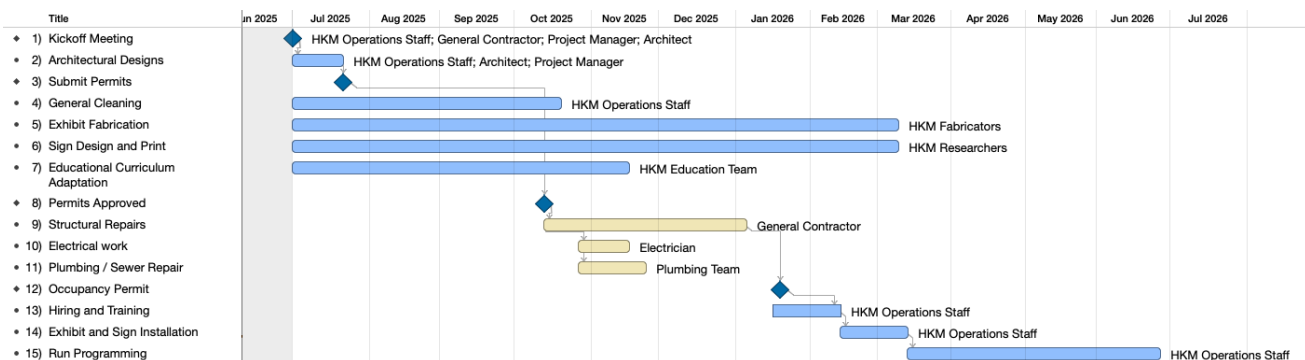 Title
un 2025 Jul 2025 Aug 2025 Sep 2025 Oct 2025 Nov 2025 Dec 2025 Jan 2026 Feb 2026 Mar 2026 Apr 2026 May 2026 Jun 2026 Jul 2026
1) Kickoff Meeting HKM Operations Staff; General Contractor; Project Manager; Architect
2) Architectural Designs HKM Operations Staff; Architect; Project Manager
3) Submit Permits
4) General Cleaning HKM Operations Staff
5) Exhibit Fabrication HKM Fabricators
6) Sign Design and Print HKM Researchers
7) Educational Curriculum HKM Education Team
Adaptation
8) Permits Approved
9) Structural Repairs General Contractor
10) Electrical work Electrician
11) Plumbing / Sewer Repair Plumbing Team
12) Occupancy Permit
13) Hiring and Training HKM Operations Staff
14) Exhibit and Sign Installation HKM Operations Staff
15) Run Programming HKM Operations Staff